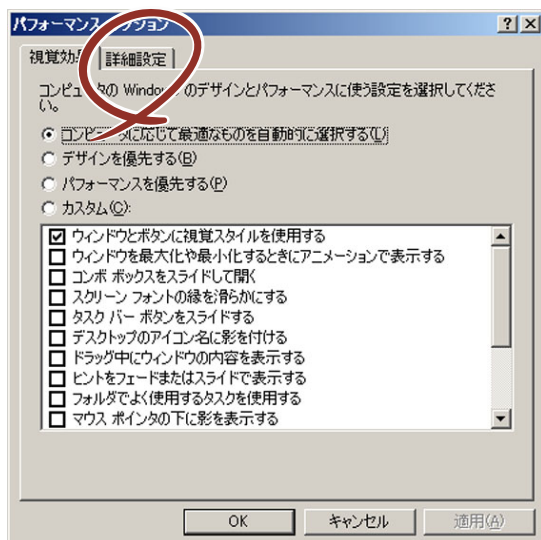 パフォーマンス
視覚効 詳細設定
のデザインとパフォーマンスに使う設定を選択してくださ
い。
に応じて最適なものを自動的に選択する(U)
デザインを優先する(B)
パフォーマンスを優先する(P)
カスタム(C):
ウィンドウとボタンに視覚スタイルを使用する
ウィンドウを最大化や最小化するときにアニメーションで表示する
コンボ ボックスをスライドして開く
スクリーン フォントの縁を滑らかにする
タスク バー ボタンをスライドする
デスクトップのアイコン名に影を付ける
ドラッグ中にウィンドウの内容を表示する
ヒントをフェードまたはスライドで表示する
フォルダでよく使用するタスクを使用する
マウス ポインタの下に影を表示する
OK キャンセル 適用(A)